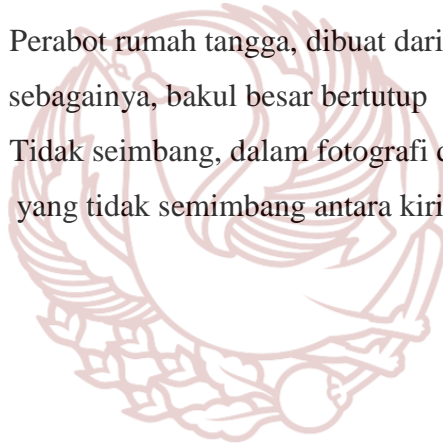 Perabot rumah tangga, dibuat dari
sebagainya, bakul besar bertutup
Tidak seimbang, dalam fotografi
yang tidak semimbang antara kiri